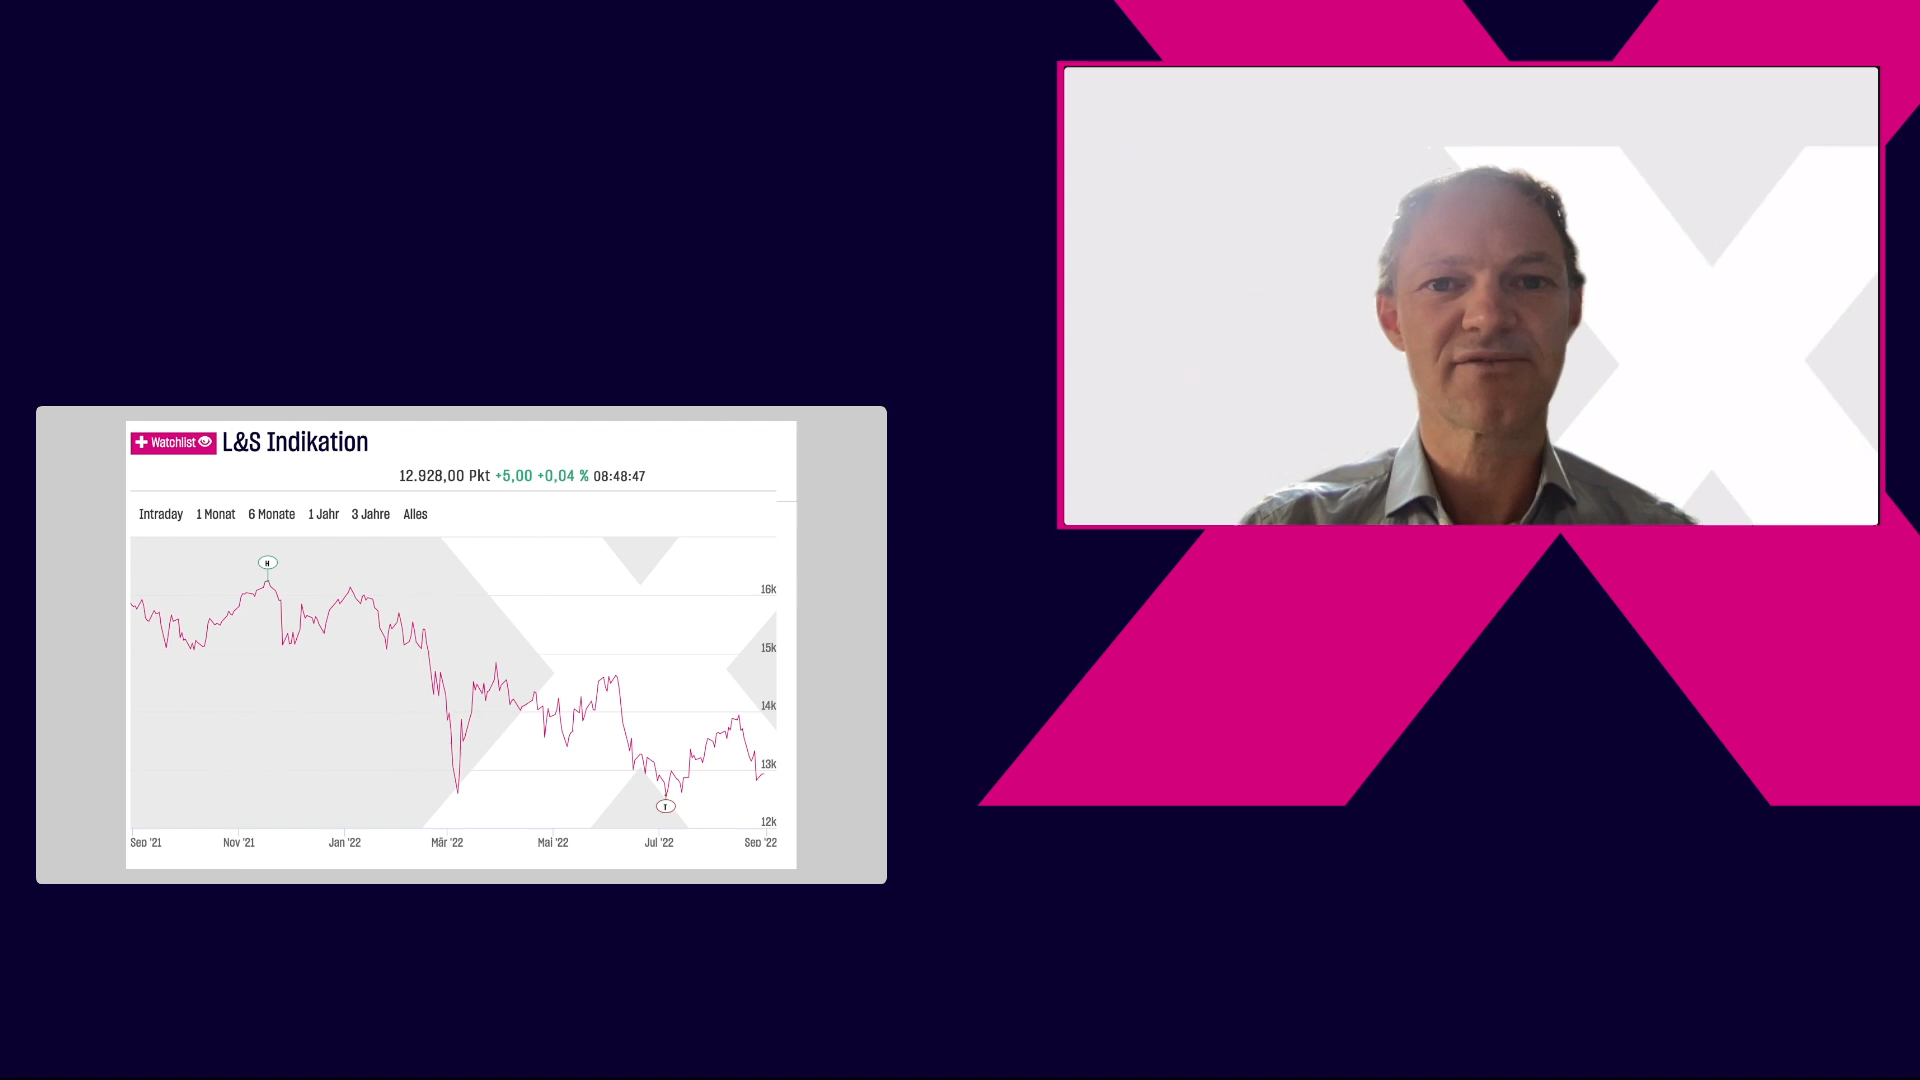 Watchlist L&S Indikation
12.928,00 Pkt +5,00 +0,04 % 08:48:47
Intraday 1 Monat 6 Monate 1 Jahr 3 Jahre Alles
H
16k
15k
14k
13k
T
12k
Sep '21 Nov '21 Jan '22 Mär '22 Mai '22 Jul '22 Sep '22